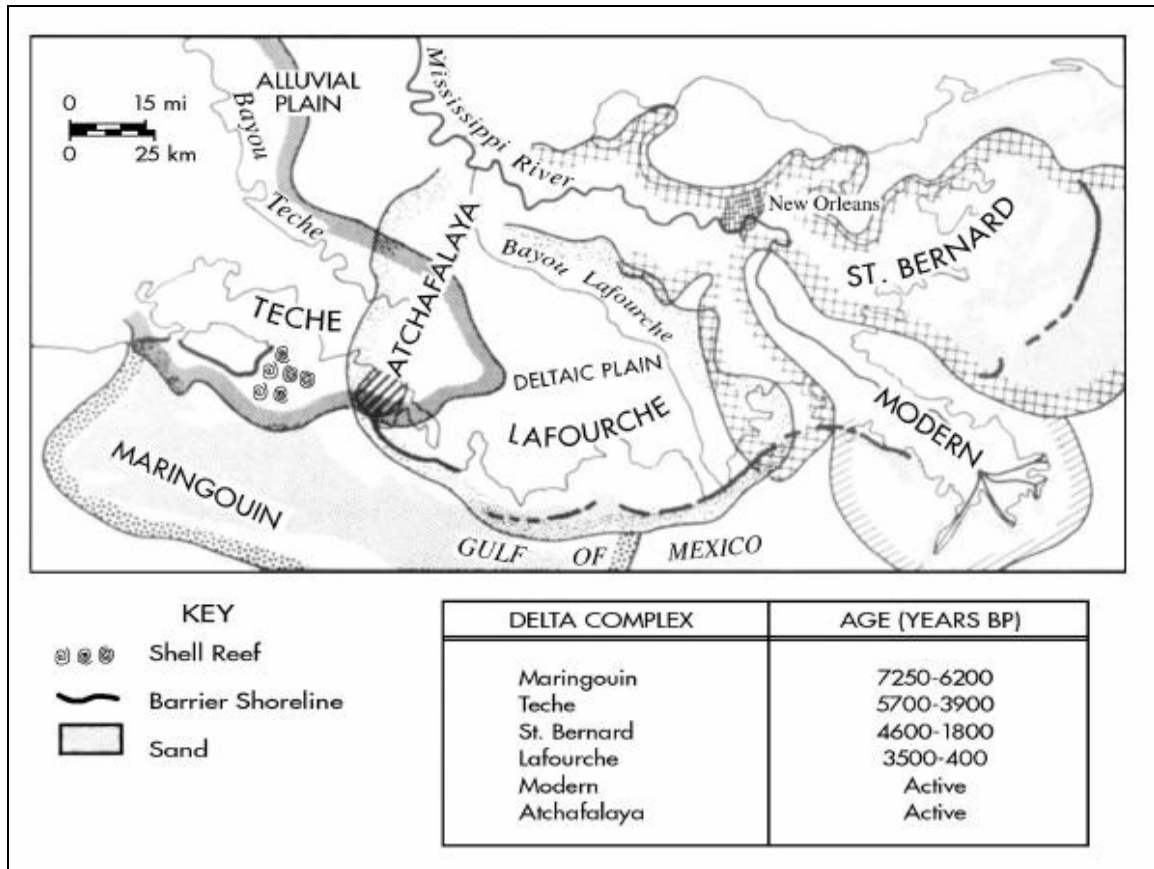 ALLUVIAL
PLAIN
0 15 mi
0 25 km
Bayou
Teche
Mississippi River
New Orleans
ST. BERNARD
ATCHAFALAYA
Bayou Lafourche
TECHE
DELTAIC PLAIN
LAFOURCHE
MODERN
MARINGOUIN
GULF OF MEXICO
KEY
Shell Reef
Barrier Shoreline
Sand
DELTA COMPLEX AGE (YEARS BP)
Maringouin 7250-6200
Teche 5700-3900
St. Bernard 4600-1800
Lafourche 3500-400
Modern Active
Atchafalaya Active